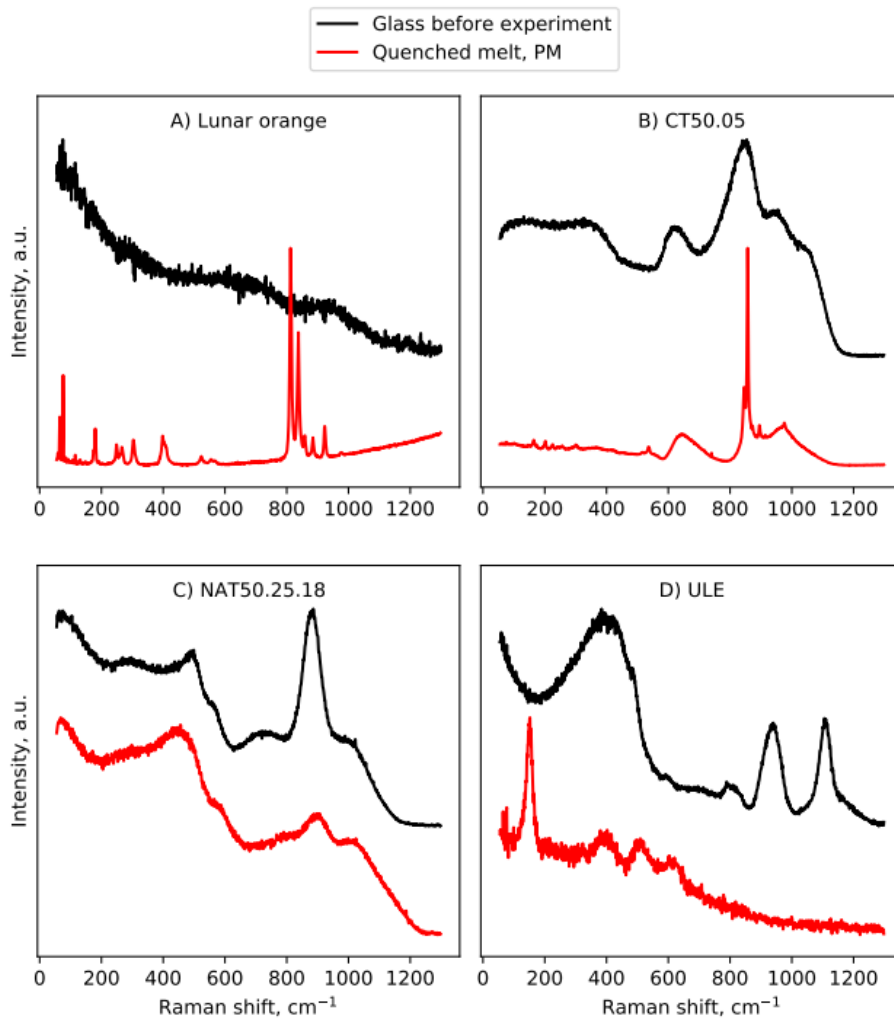 Glass before experiment
Quenched melt, PM
A) Lunar orange
B) CT50.05
Intensity, a.u.
0 200 400 600 800 1000 1200
0 200 400 600 800 1000 1200
C) NAT50.25.18
D) ULE
Intensity, a.u.
0 200 400 600 800 1000 1200
0 200 400 600 800 1000 1200
Raman shift, cm⁻¹
Raman shift, cm⁻¹